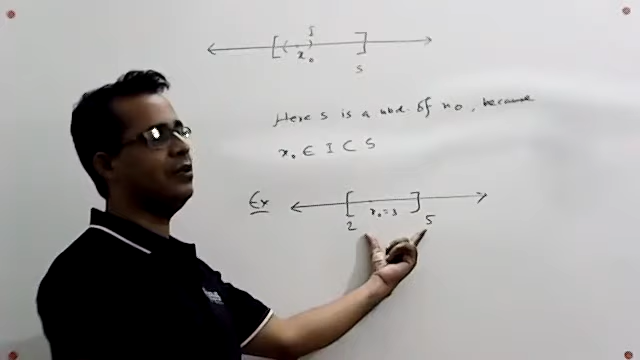 δ
[ ( ) ]
x₀
S
Here S is a nbd. of x₀, because
x₀ ∈ I ⊂ S
Ex
[ ]
x₀ = 3
2 5